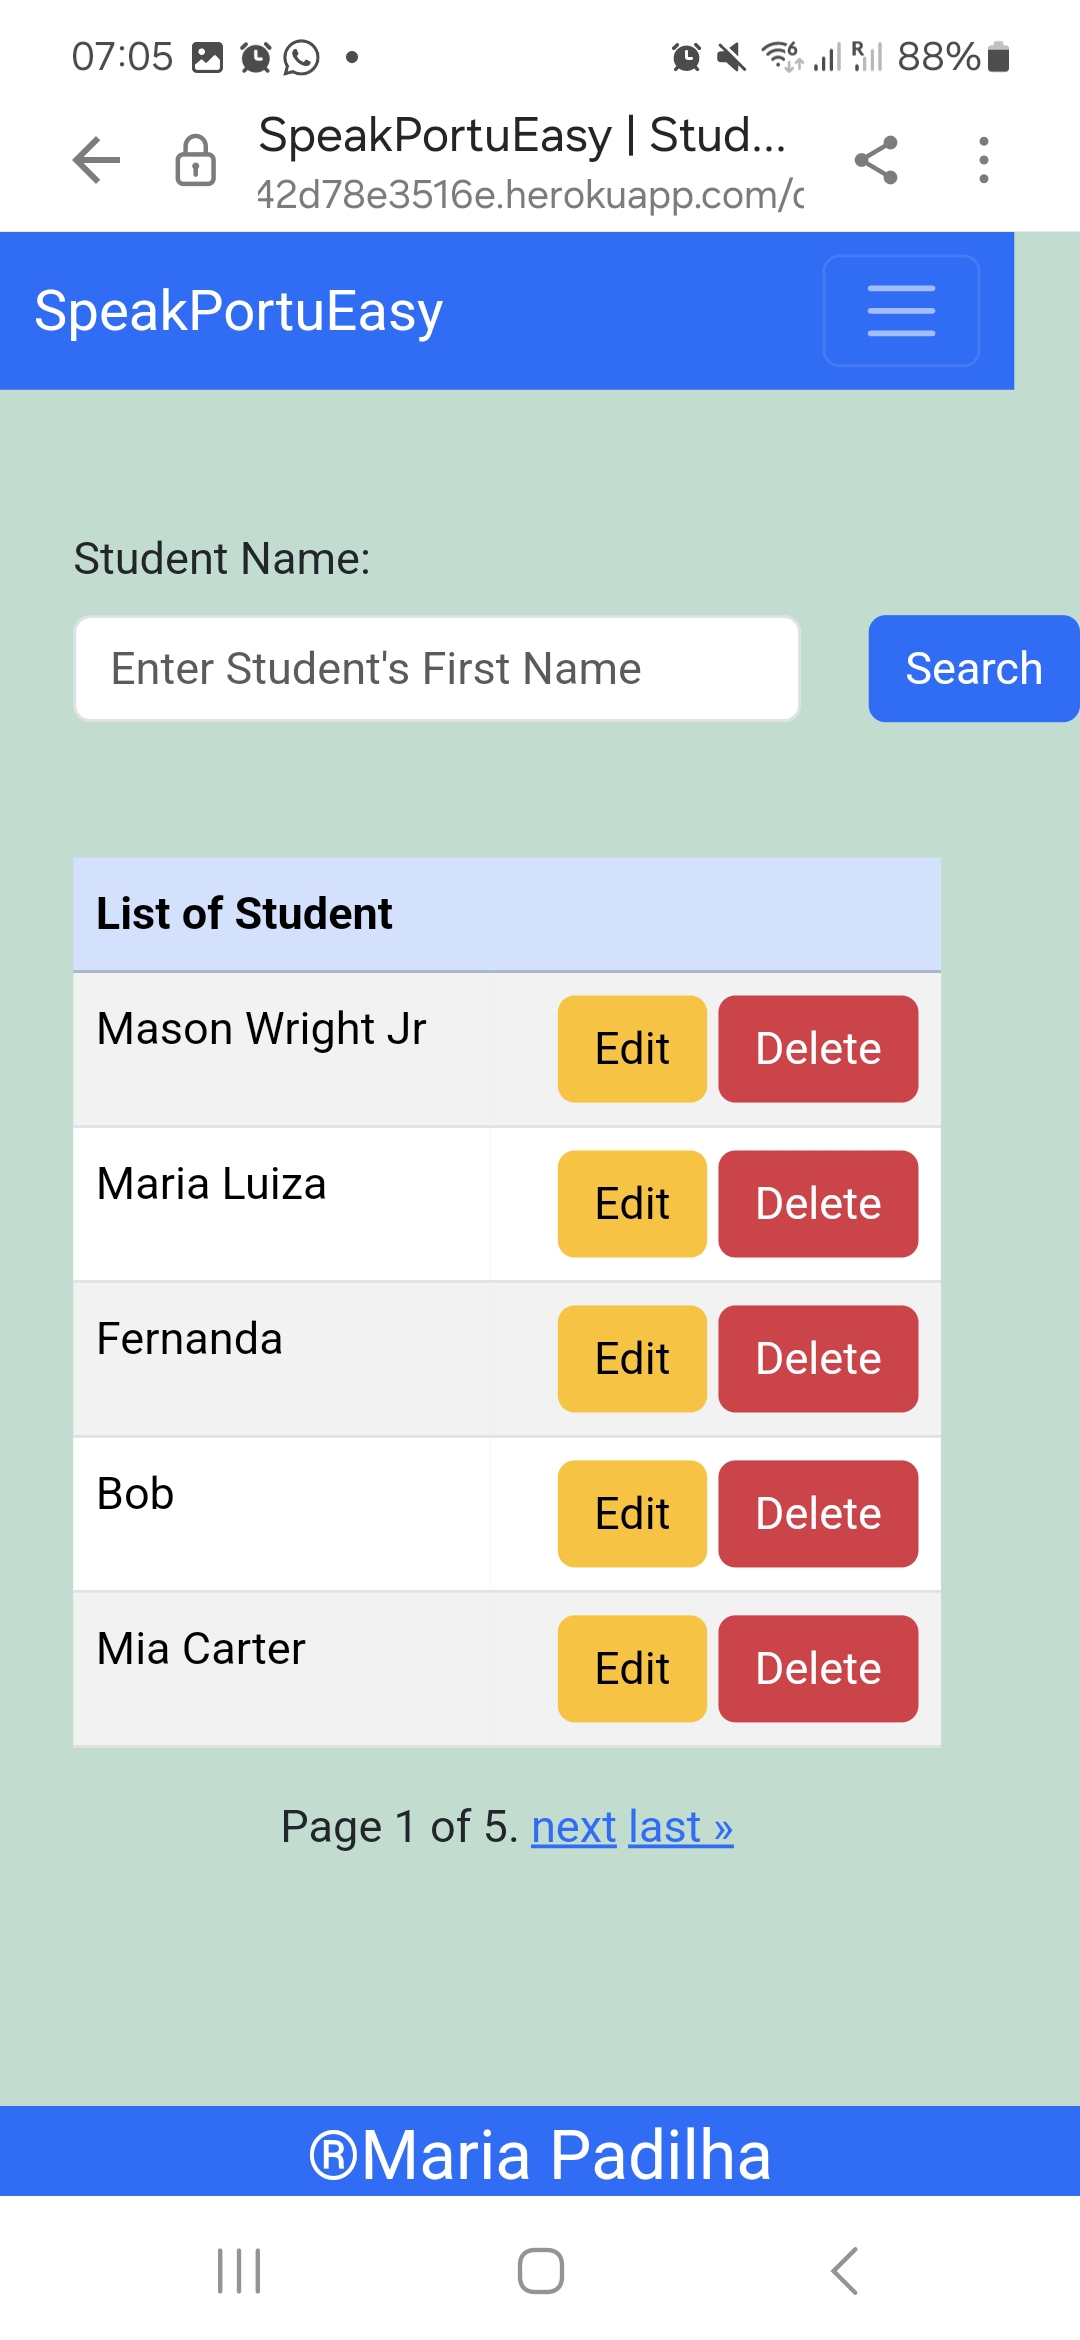 07:05
88%
SpeakPortuEasy | Stud...
42d78e3516e.herokuapp.com/
SpeakPortuEasy
Student Name:
Enter Student's First Name
Search
List of Student
Mason Wright Jr Edit Delete
Maria Luiza Edit Delete
Fernanda Edit Delete
Bob Edit Delete
Mia Carter Edit Delete
Page 1 of 5. next last »
®Maria Padilha